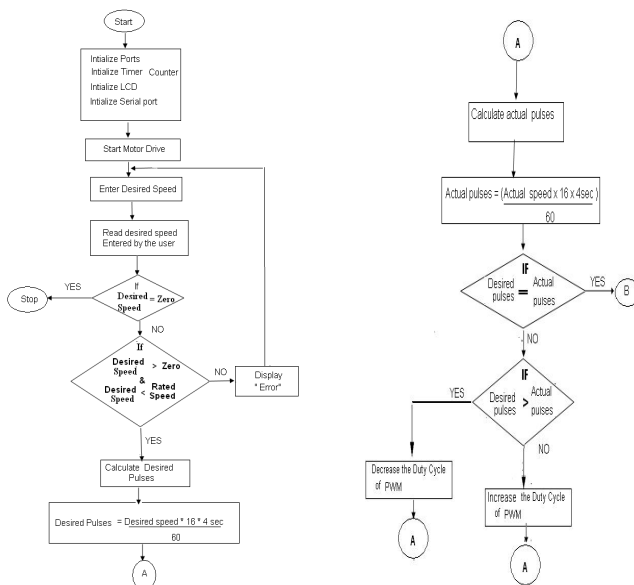 Start
Intialize Ports
Intialize Timer Counter
Intialize LCD
Intialize Serial port
Start Motor Drive
Enter Desired Speed
Read desired speed
Entered by the user
If
Desired = Zero
Speed
YES
Stop
NO
If
Desired > Zero
Speed
&
Desired < Rated
Speed Speed
NO
Display
" Error"
YES
Calculate Desired
Pulses
Desired Pulses = Desired speed * 16 * 4 sec
60
A
A
Calculate actual pulses
Actual pulses = (Actual speed x 16 x 4sec )
60
IF
Desired = Actual
pulses pulses
YES
B
NO
IF
Desired > Actual
pulses pulses
YES
NO
Decrease the Duty Cycle
of PWM
A
Increase the Duty Cycle
of PWM
A